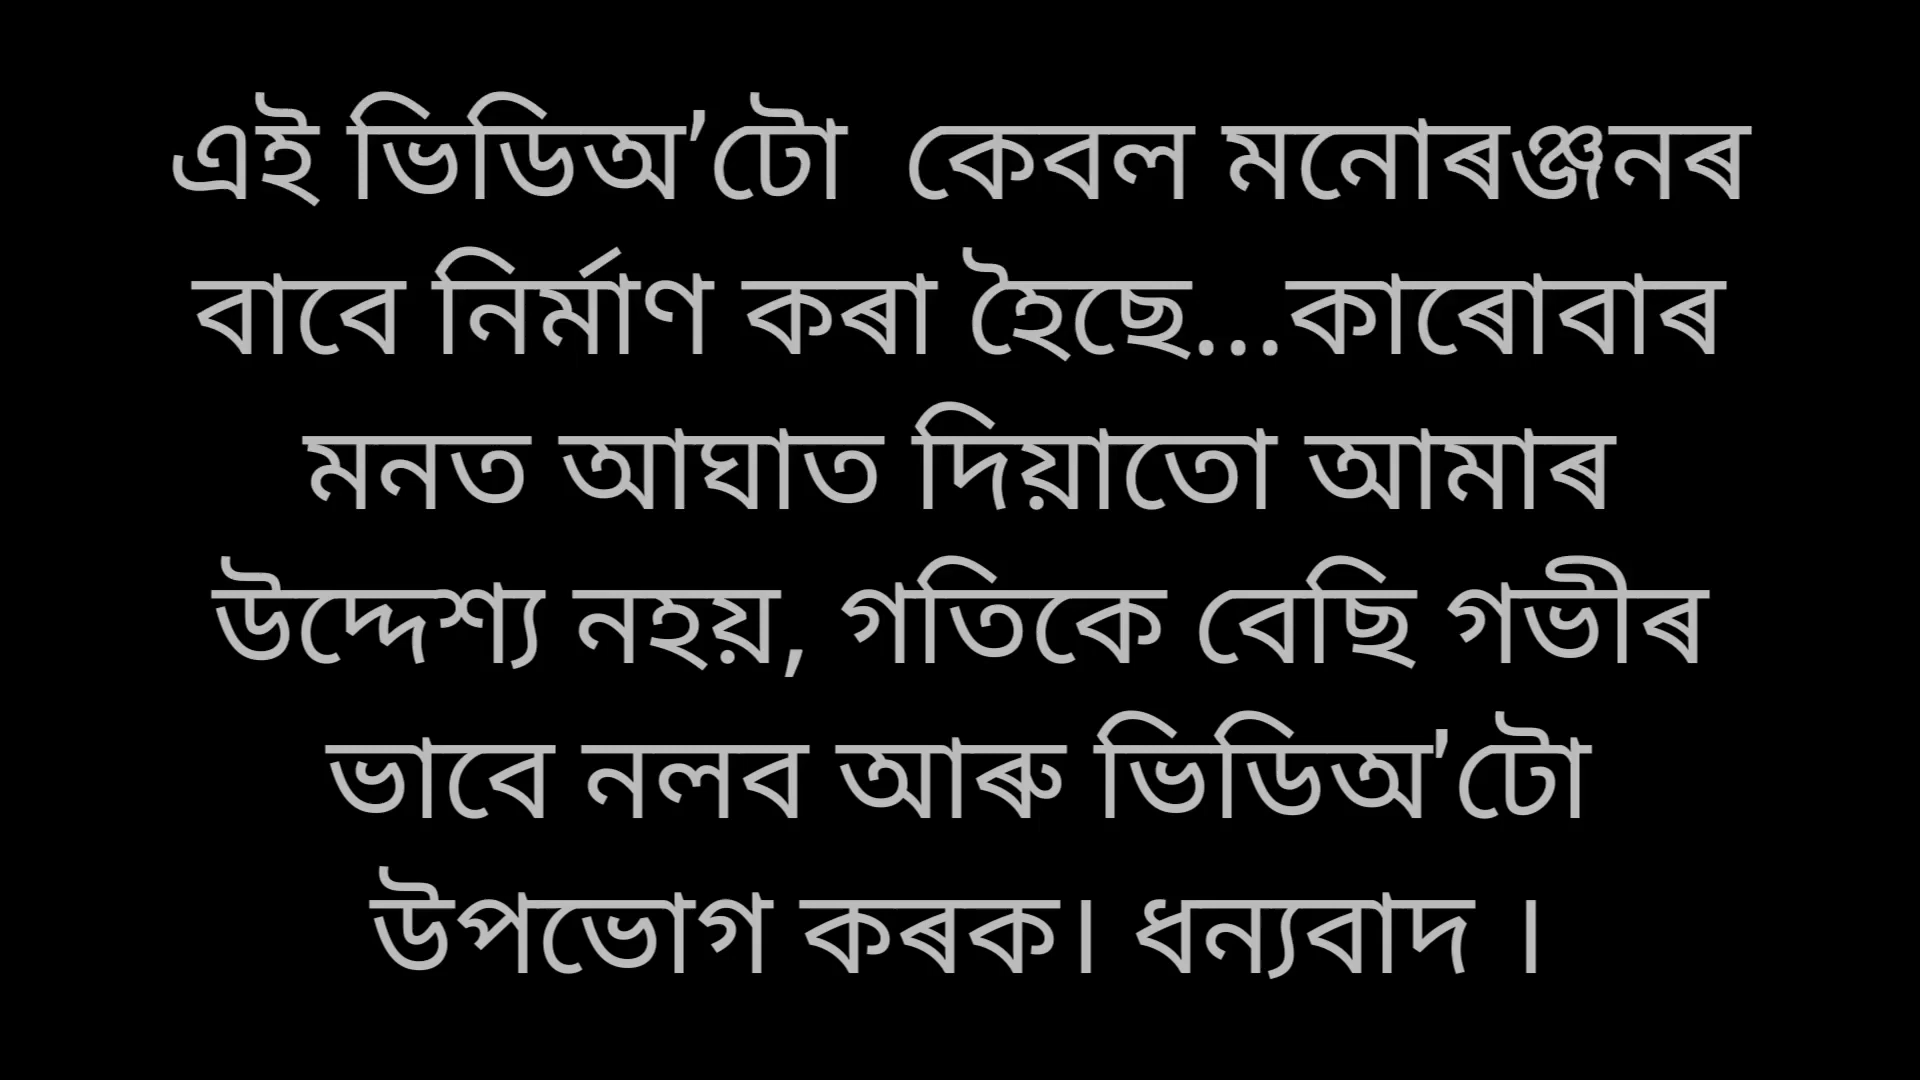 এই ভিডিঅ’টো  কেবল মনোৰঞ্জনৰ
বাবে নিৰ্মাণ কৰা হৈছে...কাৰোবাৰ
মনত আঘাত দিয়াতো আমাৰ
উদ্দেশ্য নহয়, গতিকে বেছি গভীৰ
ভাবে নলব আৰু ভিডিঅ'টো
উপভোগ কৰক। ধন্যবাদ ।